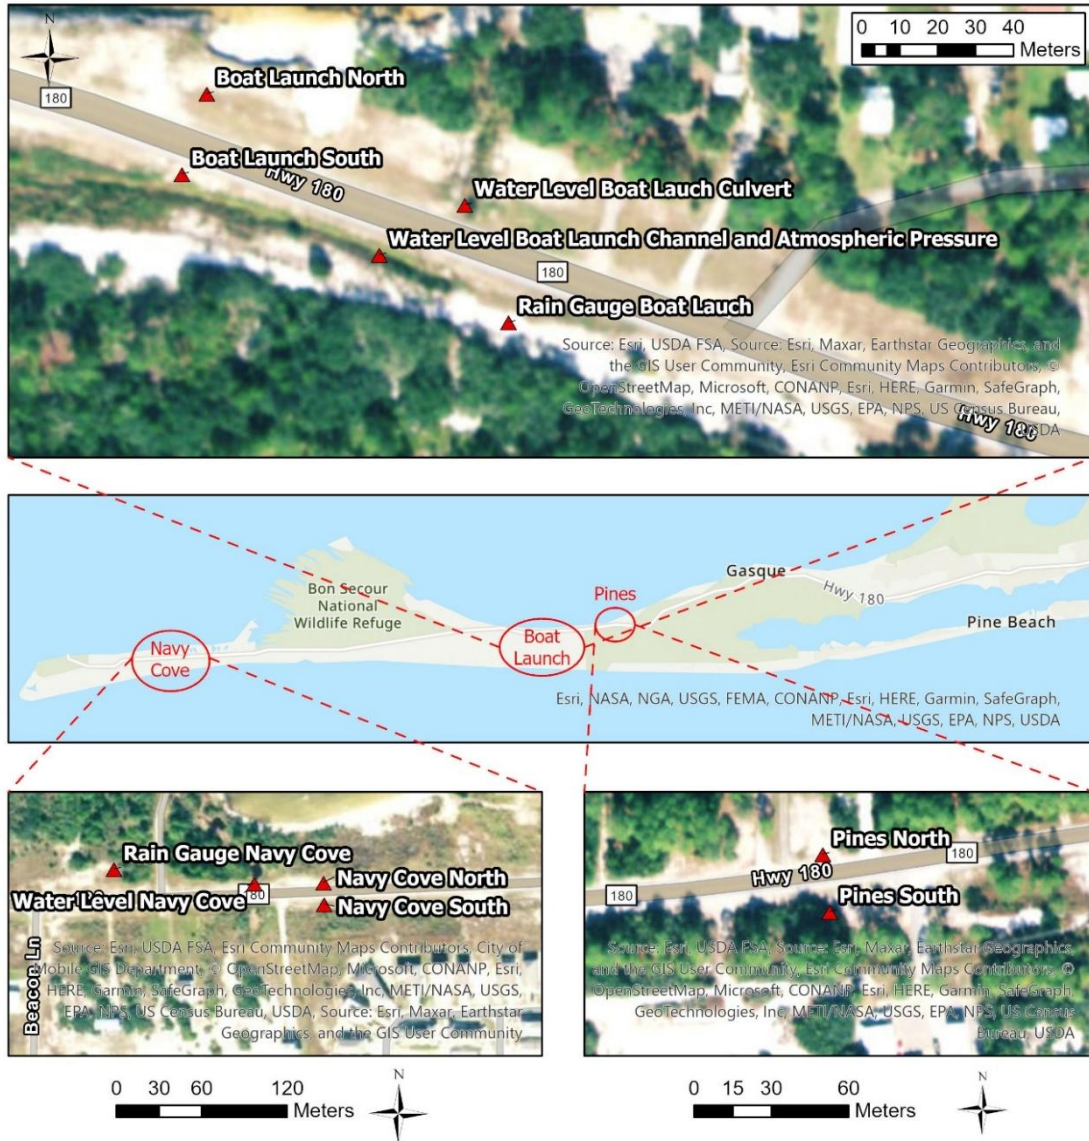 N
0 10 20 40
Meters
180
Boat Launch North
Boat Launch South
Hwy 180
Water Level Boat Lauch Culvert
Water Level Boat Launch Channel and Atmospheric Pressure
180
Rain Gauge Boat Lauch
Source: Esri, USDA FSA, Source: Esri, Maxar, Earthstar Geographics, and
the GIS User Community, Esri Community Maps Contributors, ©
OpenStreetMap, Microsoft, CONANP, Esri, HERE, Garmin, SafeGraph,
GeoTechnologies, Inc, METI/NASA, USGS, EPA, NPS, US Census Bureau,
USDA
Hwy 180
Bon Secour
National
Wildlife Refuge
Gasque
Hwy 180
Pines
Pine Beach
Navy
Cove
Boat
Launch
Esri, NASA, NGA, USGS, FEMA, CONANP, Esri, HERE, Garmin, SafeGraph,
METI/NASA, USGS, EPA, NPS, USDA
Rain Gauge Navy Cove
Water Level Navy Cove
Navy Cove North
Navy Cove South
Beacon Ln
Source: Esri, USDA FSA, Esri Community Maps Contributors, City of
Mobile GIS Department, © OpenStreetMap, Microsoft, CONANP, Esri,
HERE, Garmin, SafeGraph, GeoTechnologies, Inc, METI/NASA, USGS,
EPA, NPS, US Census Bureau, USDA, Source: Esri, Maxar, Earthstar
Geographics, and the GIS User Community
Pines North
180
Hwy 180
180
Pines South
Source: Esri, USDA FSA, Source: Esri, Maxar, Earthstar Geographics,
and the GIS User Community, Esri Community Maps Contributors, ©
OpenStreetMap, Microsoft, CONANP, Esri, HERE, Garmin, SafeGraph,
GeoTechnologies, Inc, METI/NASA, USGS, EPA, NPS, US Census
Bureau, USDA
0 30 60 120
Meters
N
0 15 30 60
Meters
N